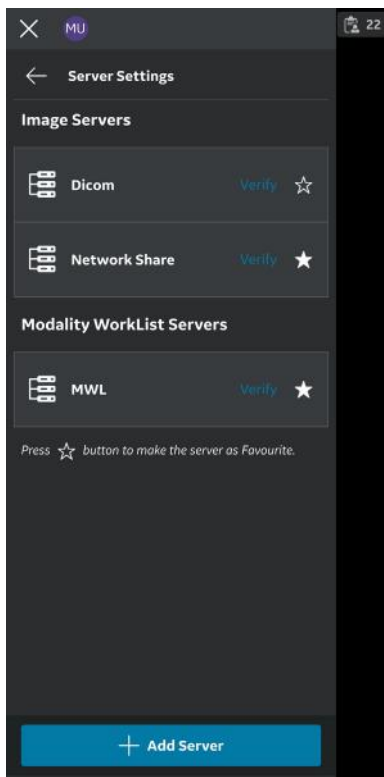 MU
22
Server Settings
Image Servers
Dicom Verify
Network Share Verify
Modality WorkList Servers
MWL Verify
Press button to make the server as Favourite.
Add Server